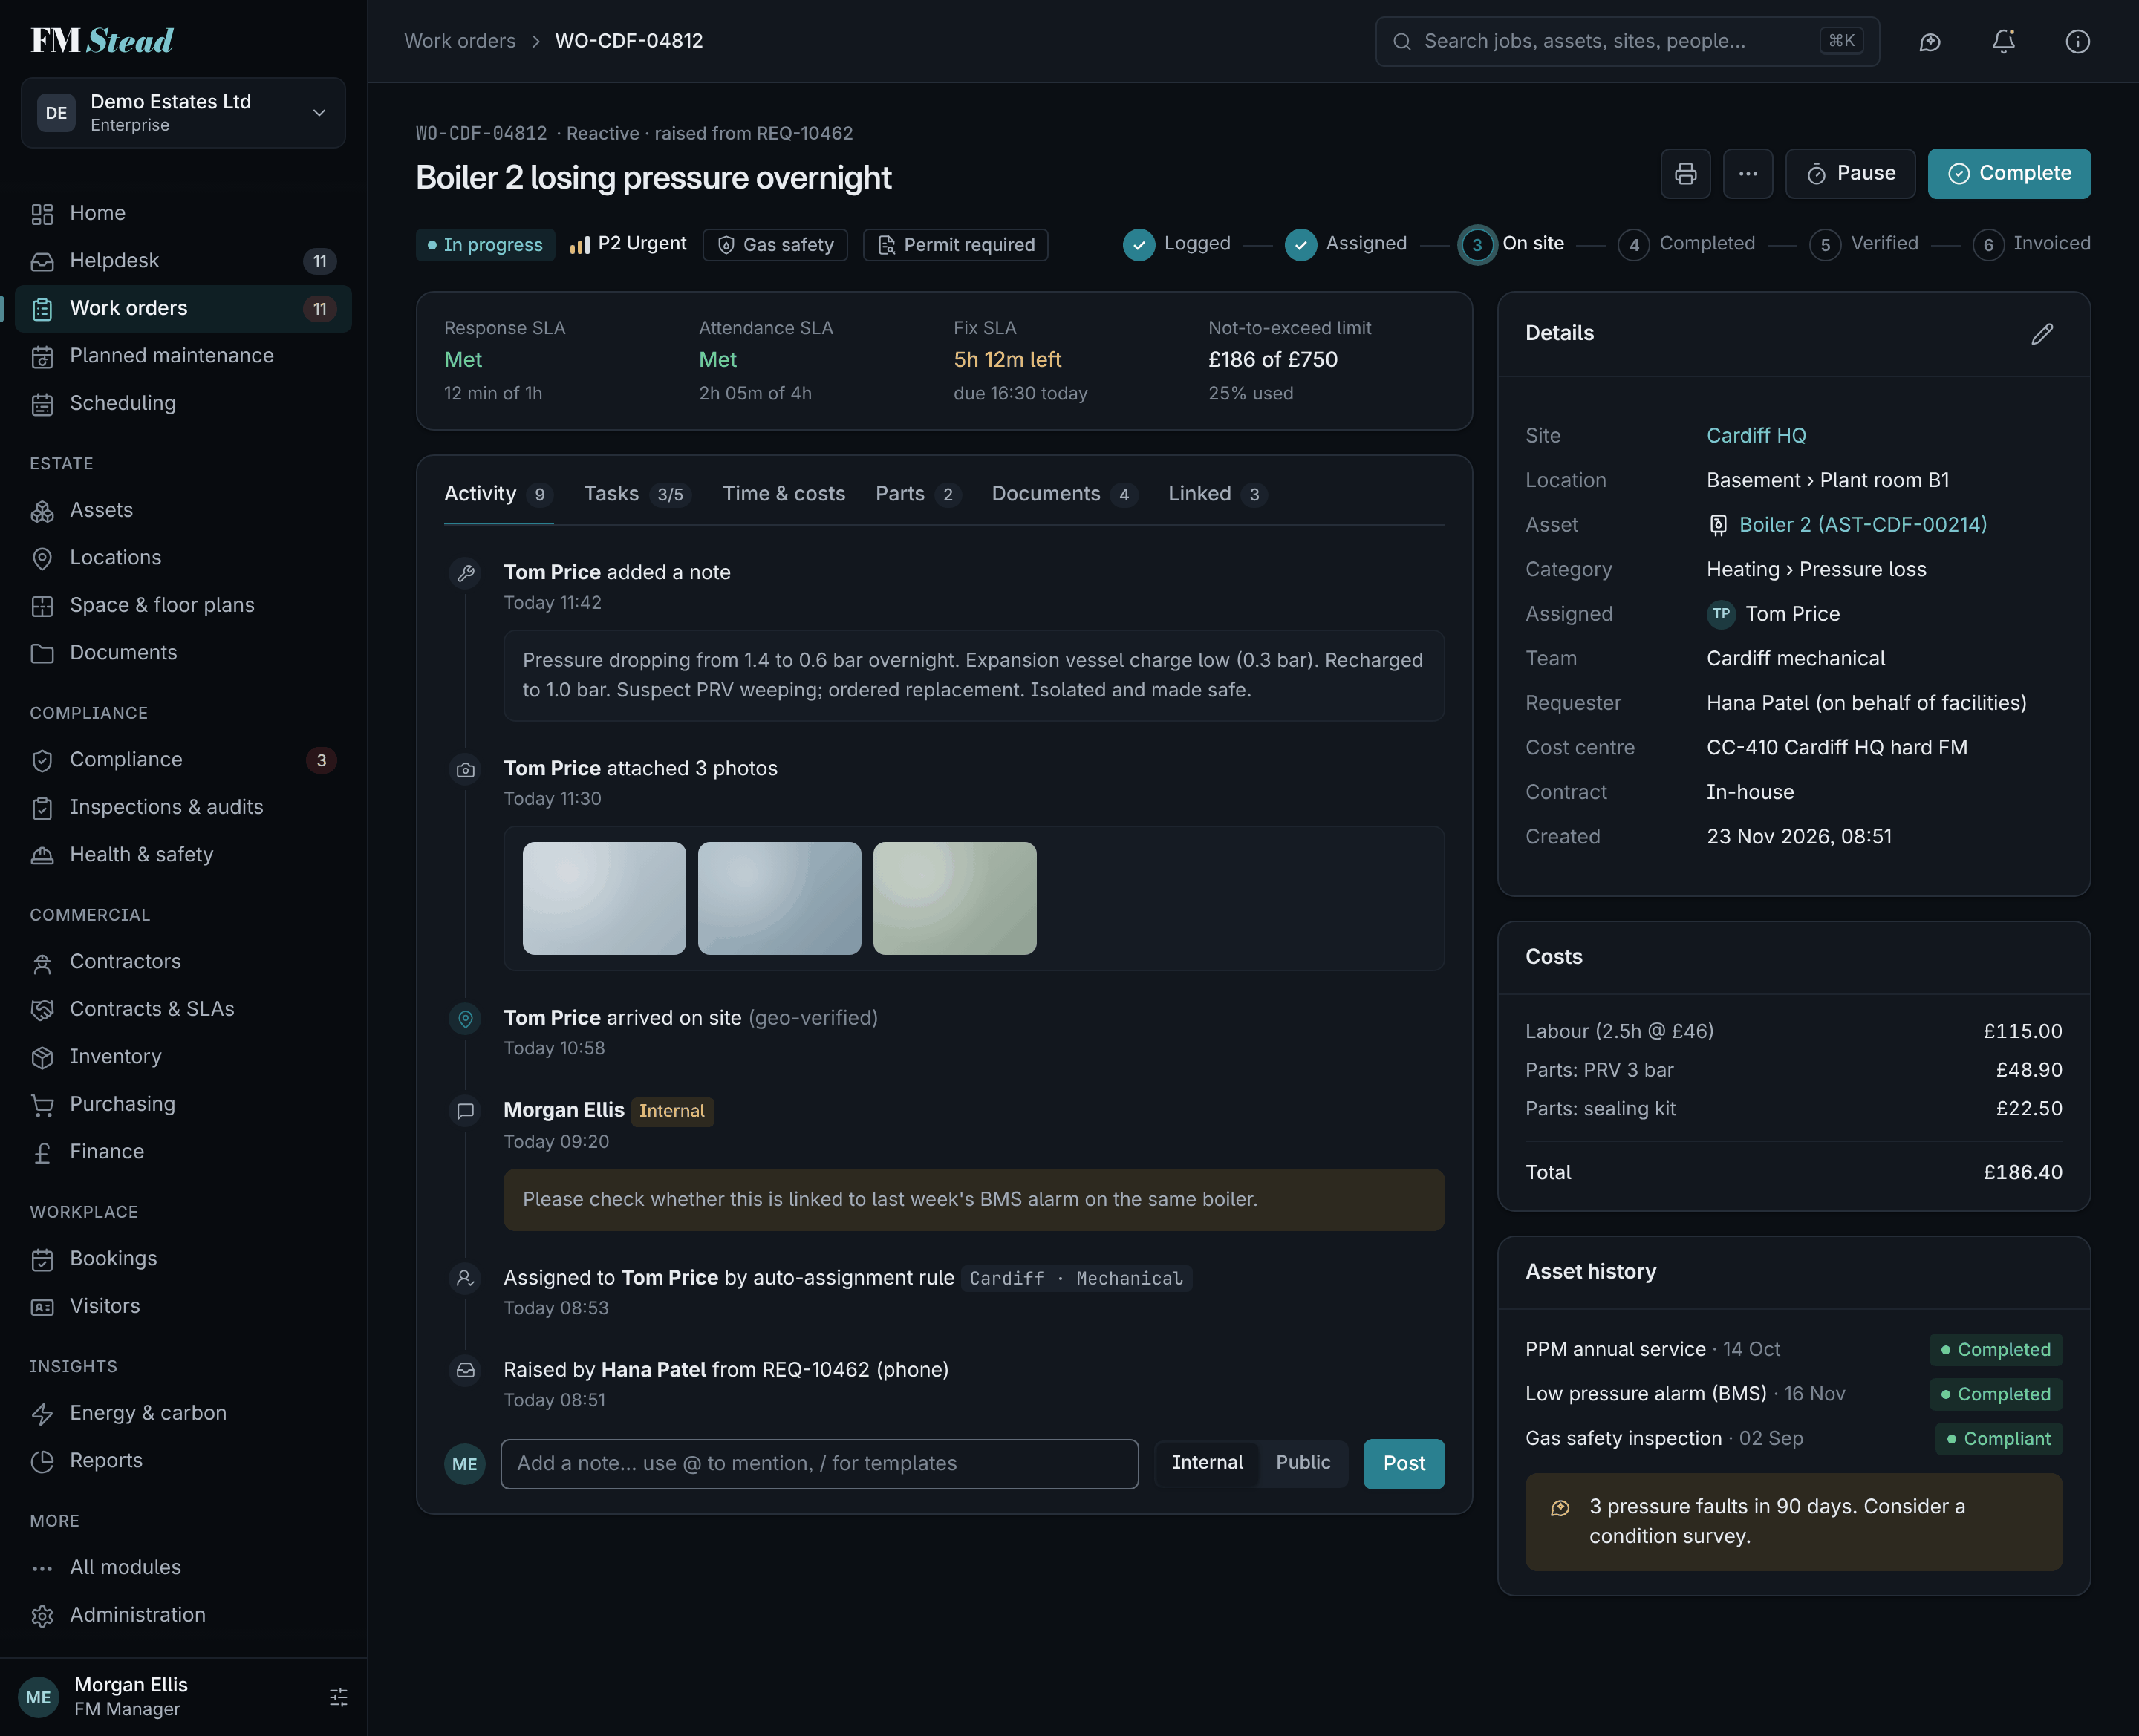 FM Stead
DE
Demo Estates Ltd
Enterprise
Home
Helpdesk 11
Work orders 11
Planned maintenance
Scheduling
ESTATE
Assets
Locations
Space & floor plans
Documents
COMPLIANCE
Compliance 3
Inspections & audits
Health & safety
COMMERCIAL
Contractors
Contracts & SLAs
Inventory
Purchasing
Finance
WORKPLACE
Bookings
Visitors
INSIGHTS
Energy & carbon
Reports
MORE
All modules
Administration
ME
Morgan Ellis
FM Manager
Work orders > WO-CDF-04812
Search jobs, assets, sites, people... ⌘K
WO-CDF-04812 · Reactive · raised from REQ-10462
Boiler 2 losing pressure overnight
Pause
Complete
In progress P2 Urgent Gas safety Permit required
Logged Assigned 3 On site 4 Completed 5 Verified 6 Invoiced
Response SLA
Met
12 min of 1h
Attendance SLA
Met
2h 05m of 4h
Fix SLA
5h 12m left
due 16:30 today
Not-to-exceed limit
£186 of £750
25% used
Activity 9 Tasks 3/5 Time & costs Parts 2 Documents 4 Linked 3
Tom Price added a note
Today 11:42
Pressure dropping from 1.4 to 0.6 bar overnight. Expansion vessel charge low (0.3 bar). Recharged
to 1.0 bar. Suspect PRV weeping; ordered replacement. Isolated and made safe.
Tom Price attached 3 photos
Today 11:30
Tom Price arrived on site (geo-verified)
Today 10:58
Morgan Ellis Internal
Today 09:20
Please check whether this is linked to last week's BMS alarm on the same boiler.
Assigned to Tom Price by auto-assignment rule Cardiff · Mechanical
Today 08:53
Raised by Hana Patel from REQ-10462 (phone)
Today 08:51
ME Add a note... use @ to mention, / for templates Internal Public Post
Details
Site Cardiff HQ
Location Basement › Plant room B1
Asset Boiler 2 (AST-CDF-00214)
Category Heating › Pressure loss
Assigned TP Tom Price
Team Cardiff mechanical
Requester Hana Patel (on behalf of facilities)
Cost centre CC-410 Cardiff HQ hard FM
Contract In-house
Created 23 Nov 2026, 08:51
Costs
Labour (2.5h @ £46) £115.00
Parts: PRV 3 bar £48.90
Parts: sealing kit £22.50
Total £186.40
Asset history
PPM annual service · 14 Oct Completed
Low pressure alarm (BMS) · 16 Nov Completed
Gas safety inspection · 02 Sep Compliant
3 pressure faults in 90 days. Consider a
condition survey.